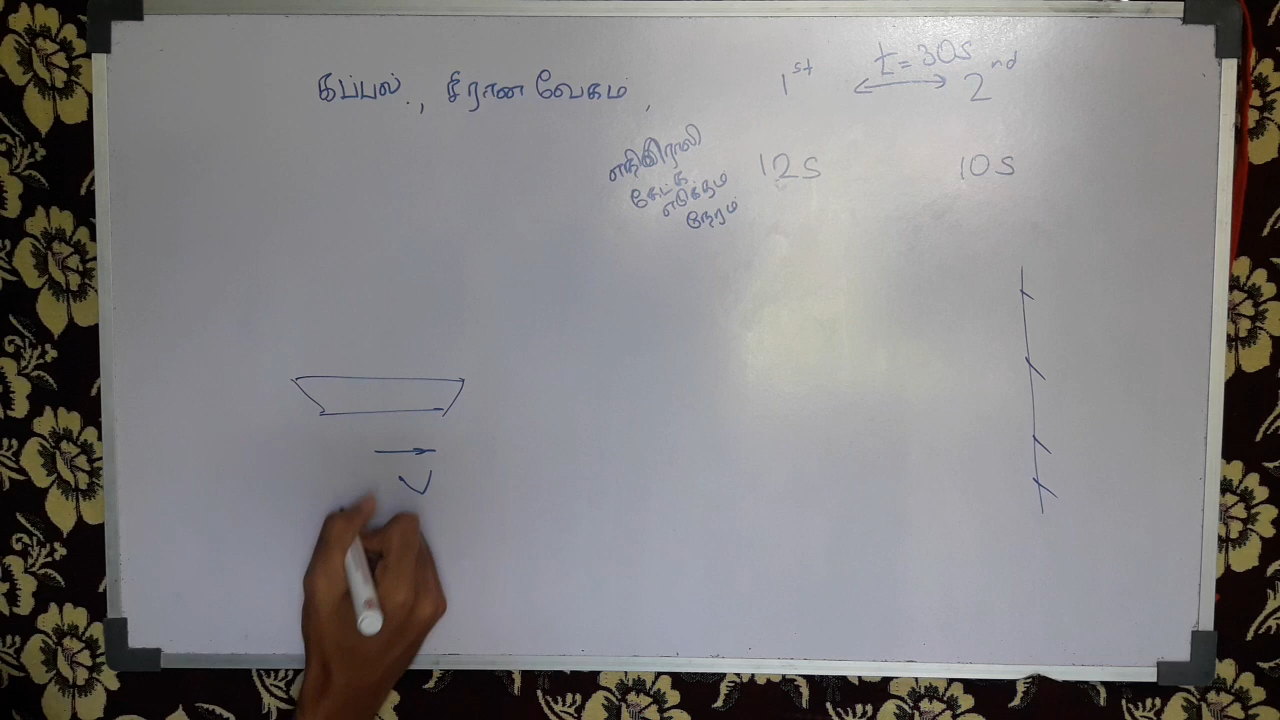 கப்பல்., சீரான வேகம்,
1st
t = 30s
2nd
எதிரொலி
கேட்க
எடுக்கும்
நேரம்
12s
10s
V